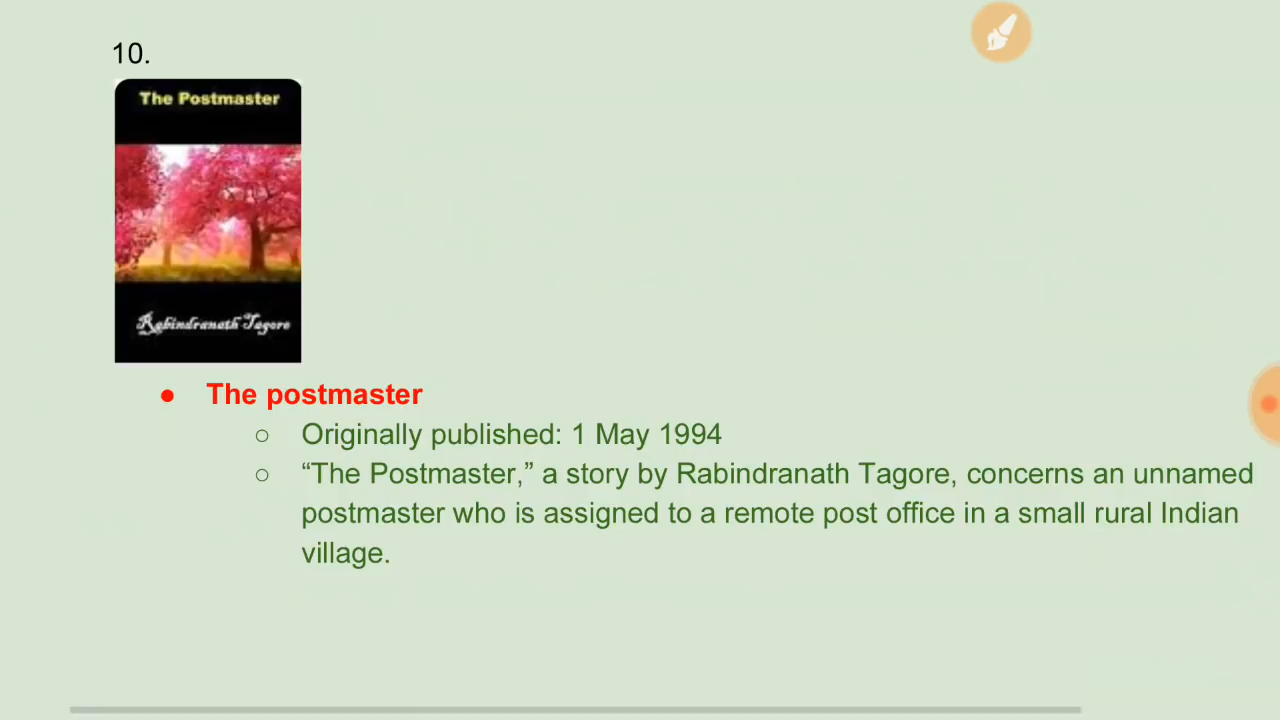 10.
The Postmaster
Rabindranath Tagore
● The postmaster
○ Originally published: 1 May 1994
○ “The Postmaster,” a story by Rabindranath Tagore, concerns an unnamed
postmaster who is assigned to a remote post office in a small rural Indian
village.